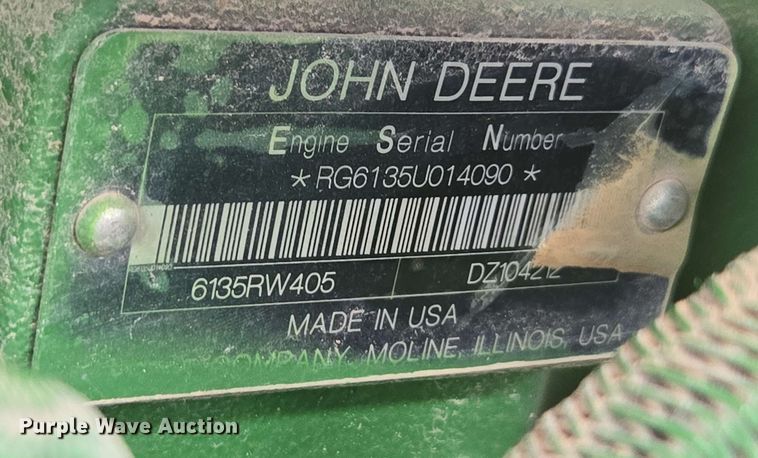 JOHN DEERE
Engine Serial Number
*RG6135U014090*
6135RW405 DZ104212
MADE IN USA
COMPANY, MOLINE, ILLINOIS, USA
Purple Wave Auction